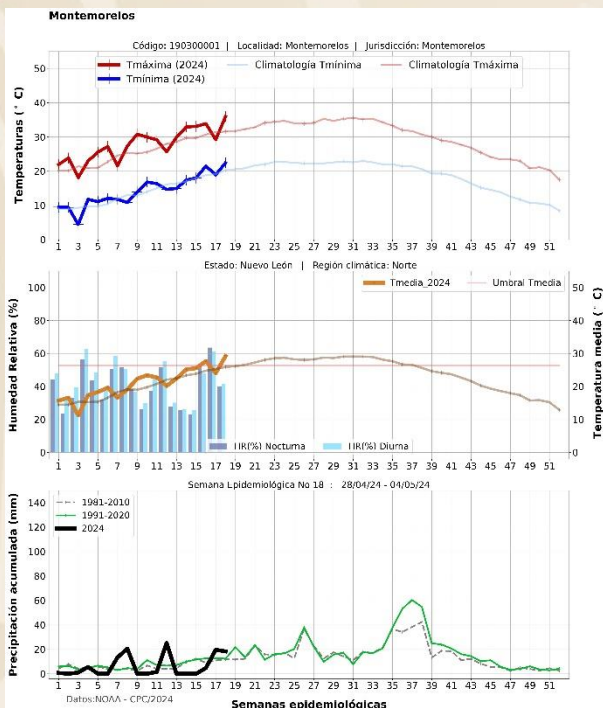 Montemorelos
Código: 190300001 | Localidad: Montemorelos | Jurisdicción: Montemorelos
Temperaturas (° C)
50
40
30
20
10
0
Tmáxima (2024)
Tmínima (2024)
Climatología Tmínima
Climatología Tmáxima
1 3 5 7 9 11 13 15 17 19 21 23 25 27 29 31 33 35 37 39 41 43 45 47 49 51
Estado: Nuevo León | Región climática: Norte
Humedad Relativa (%)
100
80
60
40
20
0
Tmedia_2024
Umbral Tmedia
HR(%) Nocturna
HR(%) Diurna
50
40
30
20
10
0
Temperatura media (° C)
1 3 5 7 9 11 13 15 17 19 21 23 25 27 29 31 33 35 37 39 41 43 45 47 49 51
Semana Epidemiológica No 18 : 28/04/24 - 04/05/24
Precipitación acumulada (mm)
140
120
100
80
60
40
20
0
1981-2010
1991-2020
2024
1 3 5 7 9 11 13 15 17 19 21 23 25 27 29 31 33 35 37 39 41 43 45 47 49 51
Datos:NOAA - CPC/2024
Semanas epidemiológicas